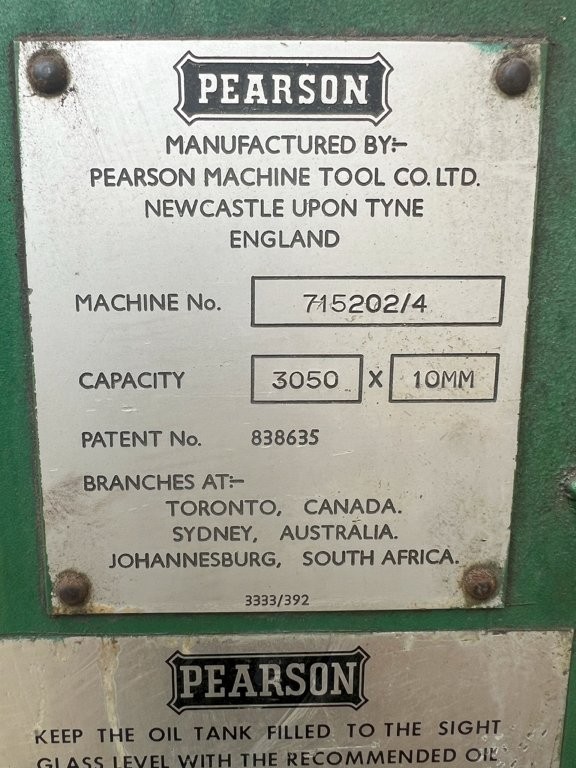 PEARSON
MANUFACTURED BY:-
PEARSON MACHINE TOOL CO. LTD.
NEWCASTLE UPON TYNE
ENGLAND
MACHINE No. 715202/4
CAPACITY 3050 X 10MM
PATENT No. 838635
BRANCHES AT:-
TORONTO, CANADA.
SYDNEY, AUSTRALIA.
JOHANNESBURG, SOUTH AFRICA.
3333/392
PEARSON
KEEP THE OIL TANK FILLED TO THE SIGHT
GLASS LEVEL WITH THE RECOMMENDED OIL